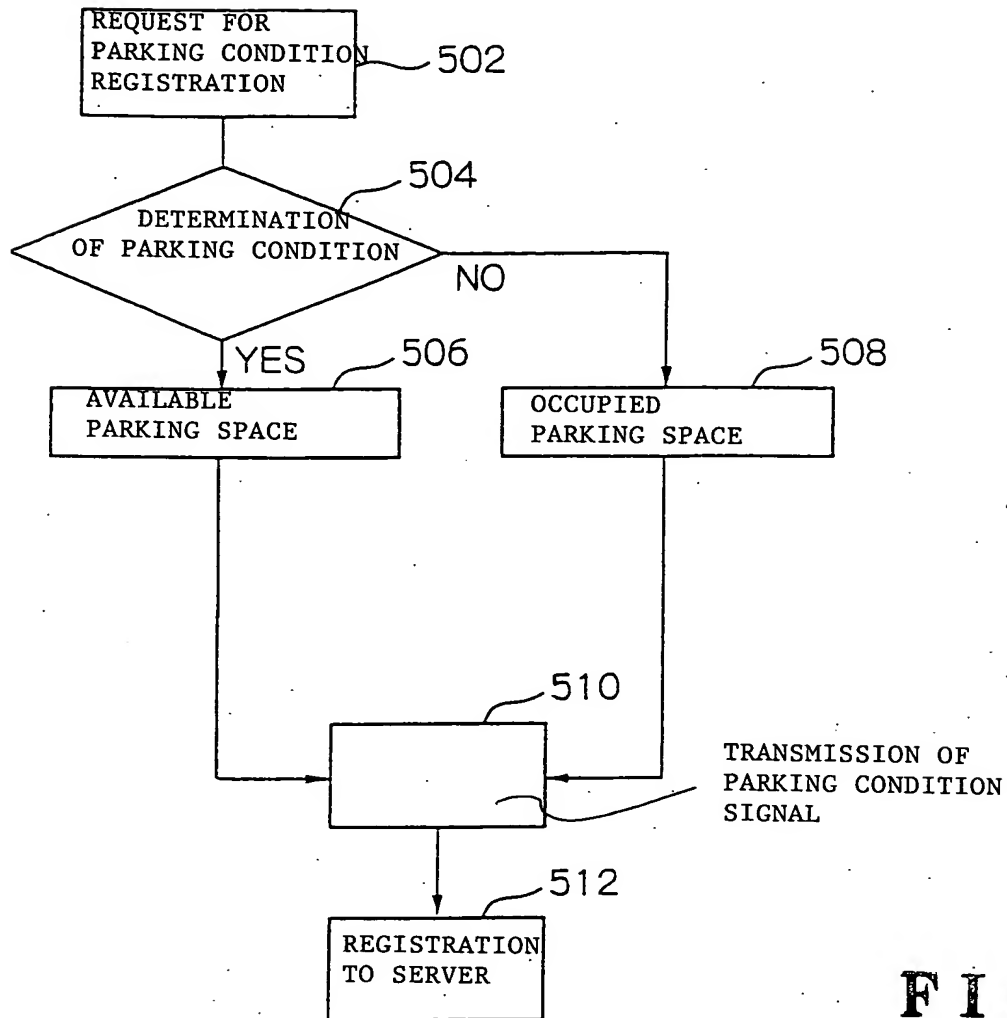 REQUEST FOR
PARKING CONDITION
REGISTRATION
502
504
DETERMINATION
OF PARKING CONDITION
NO
YES
506
508
AVAILABLE
PARKING SPACE
OCCUPIED
PARKING SPACE
510
TRANSMISSION OF
PARKING CONDITION
SIGNAL
512
REGISTRATION
TO SERVER
F I